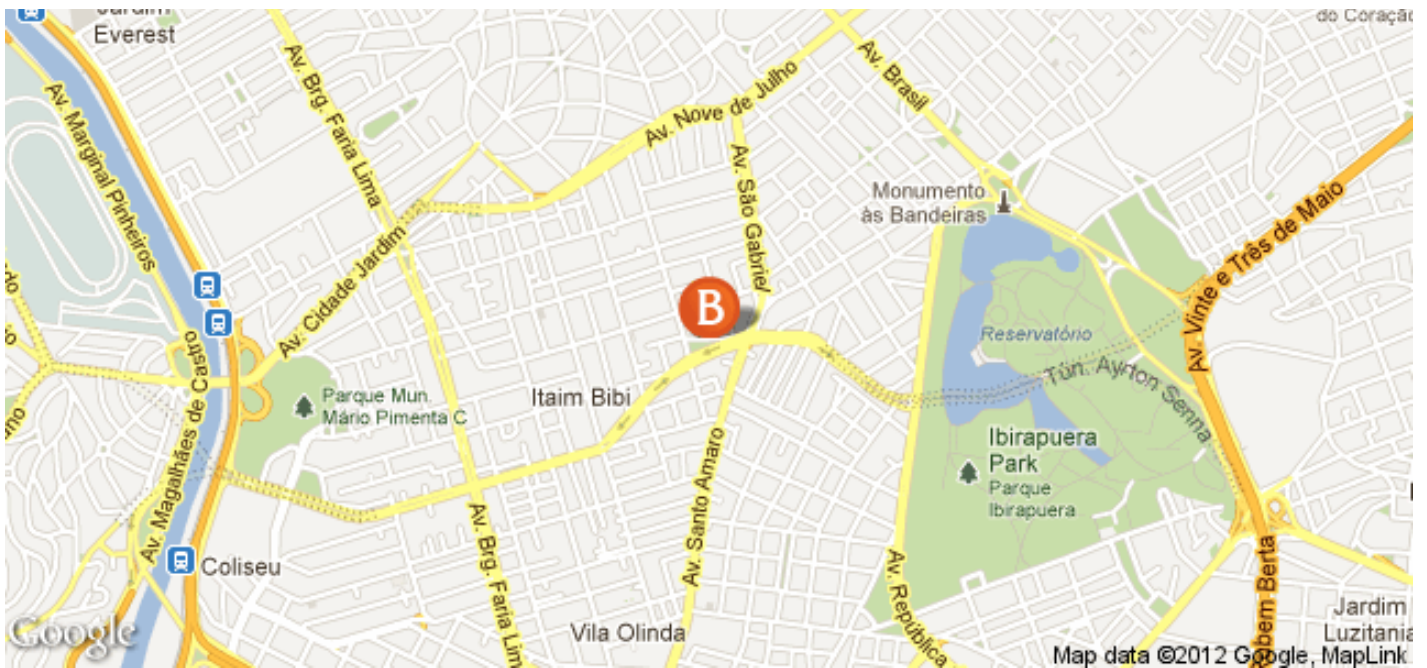 Jardim
Everest
do Coração
Av. Marginal Pinheiros
Av. Brg. Faria Lima
Av. Nove de Julho
Av. Brasil
Av. São Gabriel
Monumento
às Bandeiras
Av. Vinte e Três de Maio
Av. Cidade Jardim
B
Reservatório
Tún. Ayrton Senna
Av. Magalhães de Castro
Parque Mun.
Mário Pimenta C
Itaim Bibi
Ibirapuera
Park
Parque
Ibirapuera
Av. Santo Amaro
Av. Brg. Faria Lim
Av. República
Coliseu
Vila Olinda
ubem Berta
Jardim
Luzitania
Google
Map data ©2012 Google, MapLink